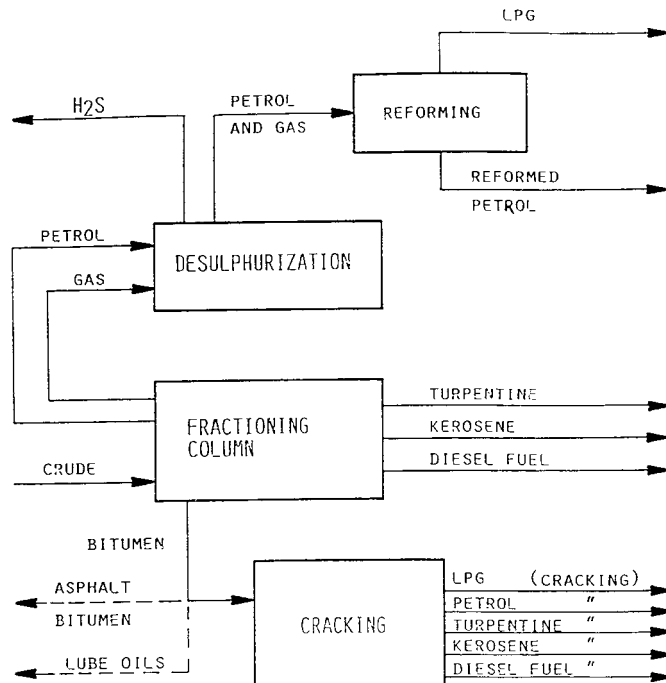 LPG
H2S
PETROL
AND GAS
REFORMING
REFORMED
PETROL
PETROL
DESULPHURIZATION
GAS
TURPENTINE
FRACTIONING
COLUMN
KEROSENE
CRUDE
DIESEL FUEL
BITUMEN
LPG (CRACKING)
ASPHALT
BITUMEN
PETROL "
CRACKING
TURPENTINE "
KEROSENE "
LUBE OILS
DIESEL FUEL "